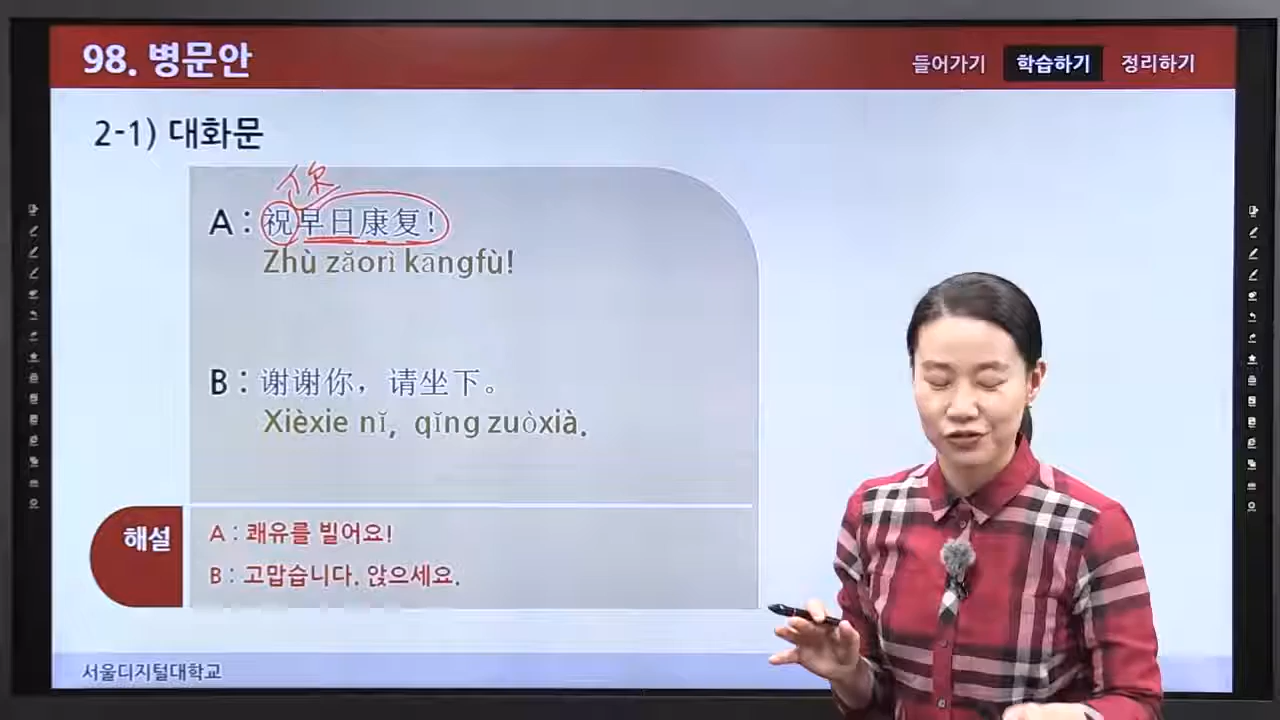 98. 병문안
들어가기 학습하기 정리하기
2-1) 대화문
你
A : 祝早日康复!
Zhù zǎorì kāngfù!
B : 谢谢你，请坐下。
Xièxie nǐ, qǐng zuòxià.
해설
A : 쾌유를 빌어요!
B : 고맙습니다. 앉으세요.
서울디지털대학교